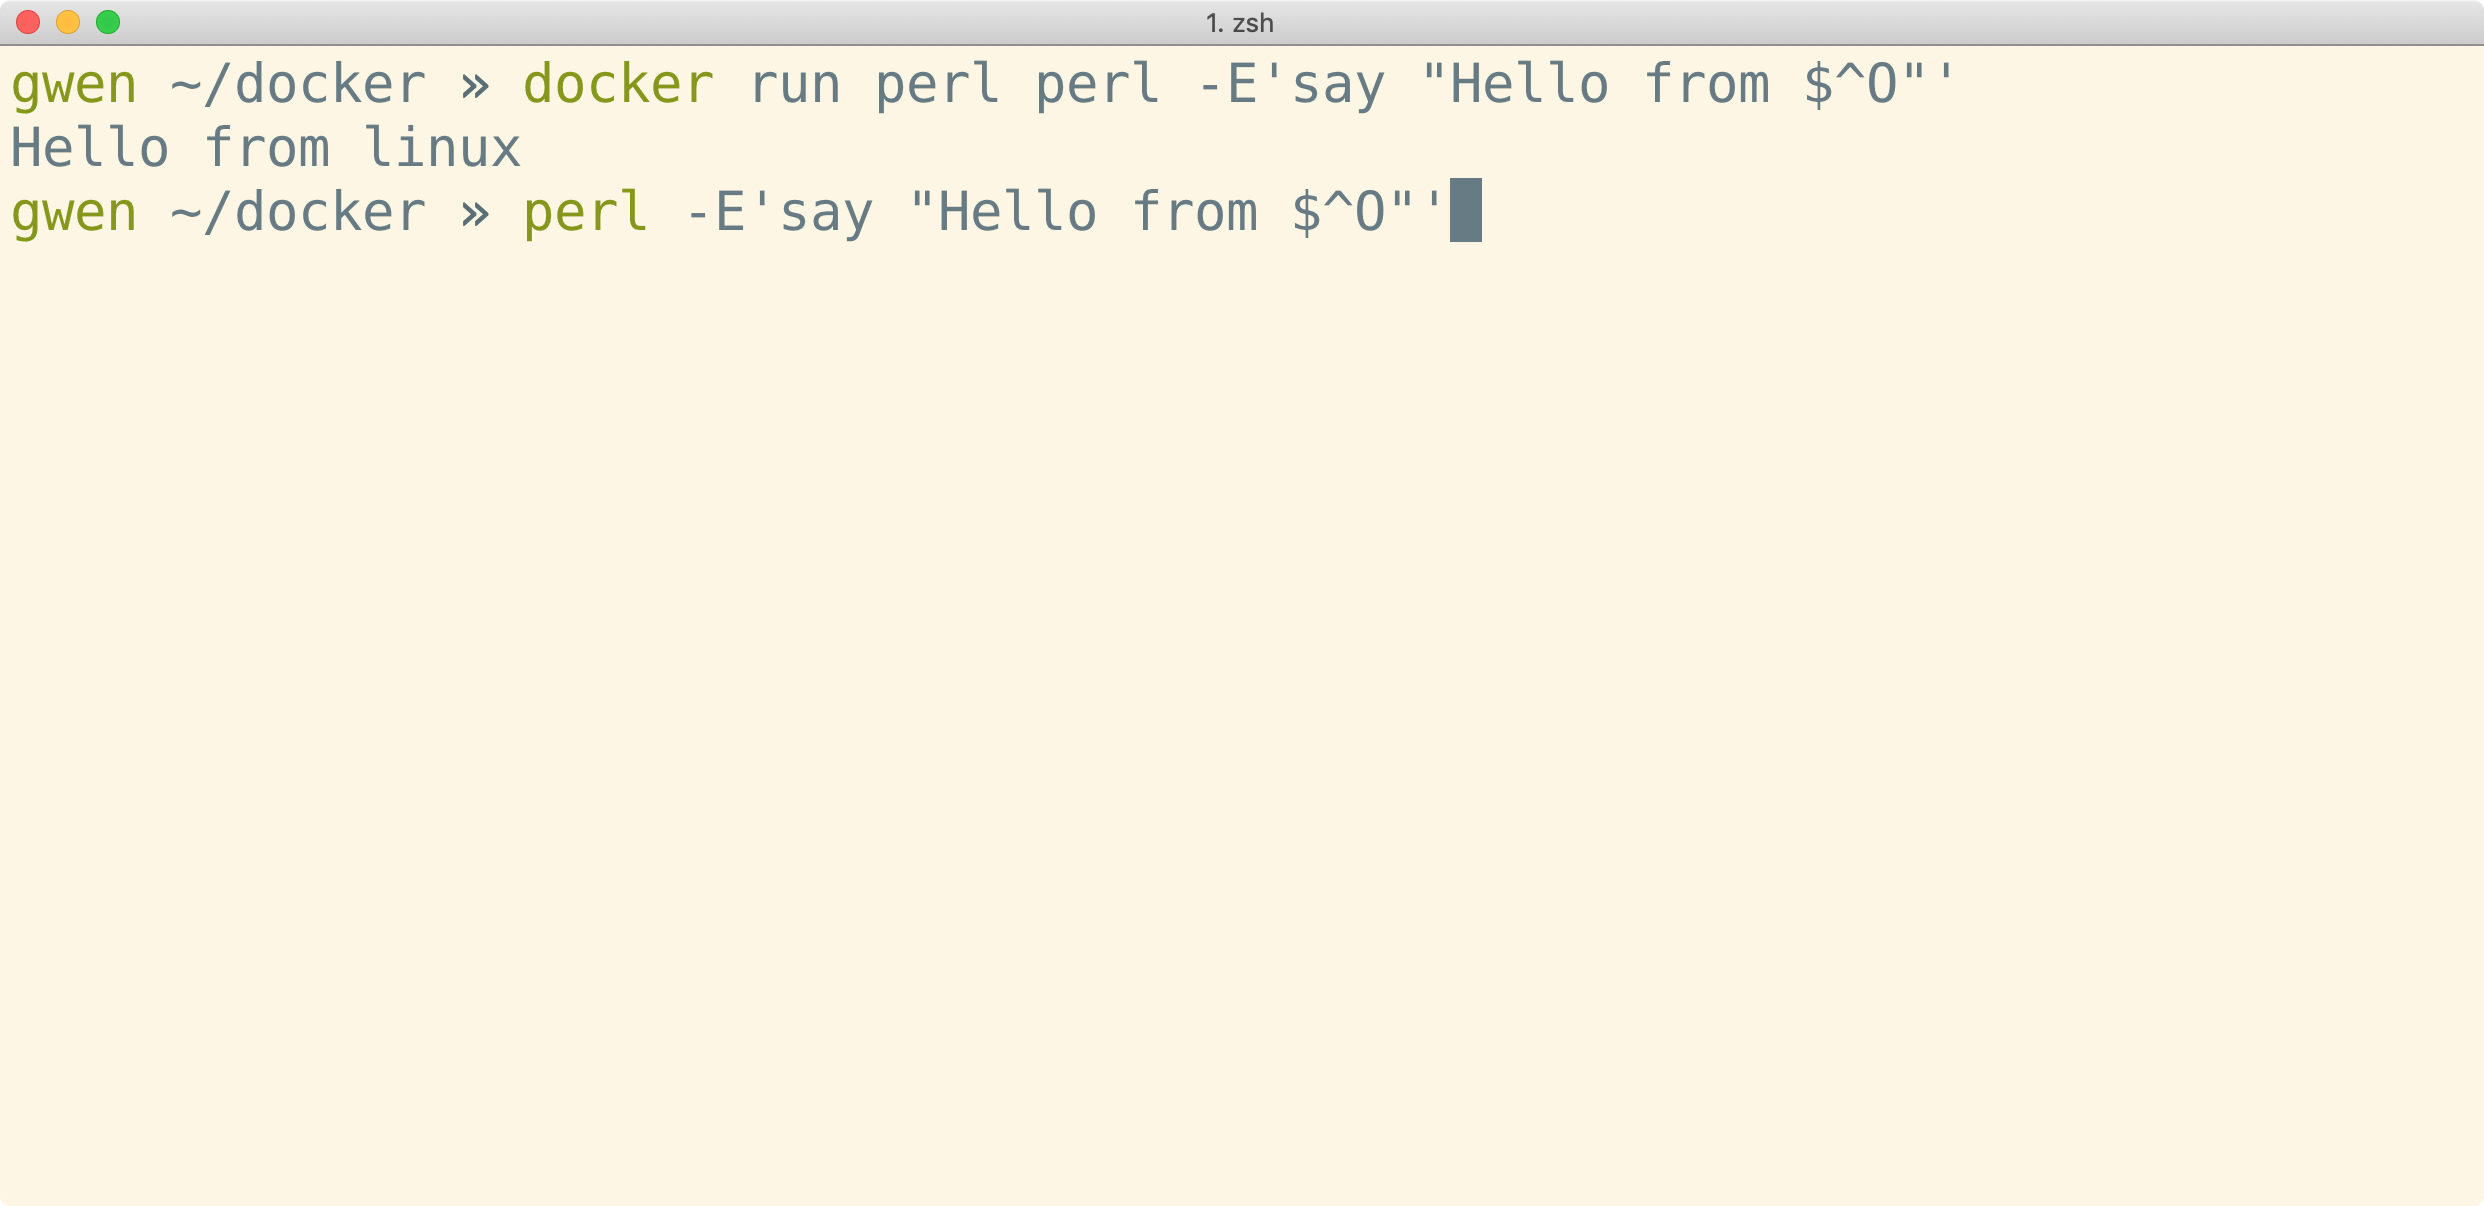 1. zsh
gwen ~/docker » docker run perl perl -E'say "Hello from $^O"'
Hello from linux
gwen ~/docker » perl -E'say "Hello from $^O"'